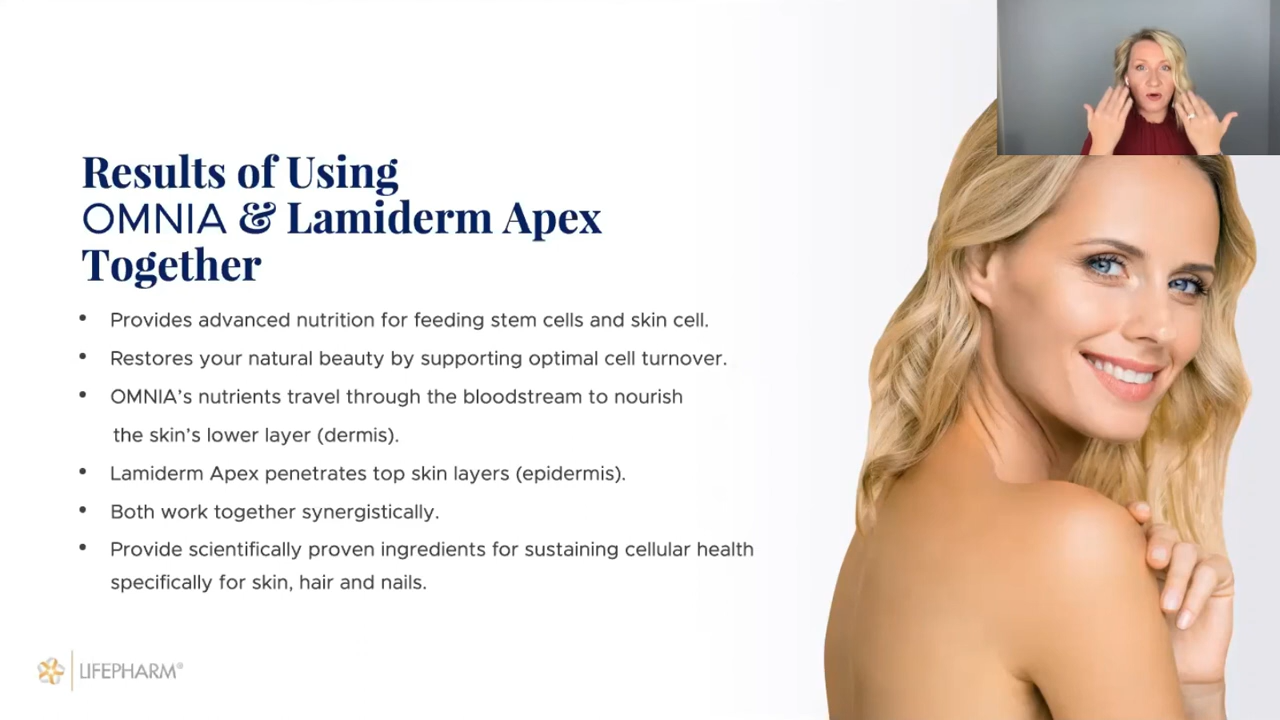 Results of Using
OMNIA & Lamiderm Apex
Together
• Provides advanced nutrition for feeding stem cells and skin cell.
• Restores your natural beauty by supporting optimal cell turnover.
• OMNIA's nutrients travel through the bloodstream to nourish
the skin's lower layer (dermis).
• Lamiderm Apex penetrates top skin layers (epidermis).
• Both work together synergistically.
• Provide scientifically proven ingredients for sustaining cellular health
specifically for skin, hair and nails.
LIFEPHARM®